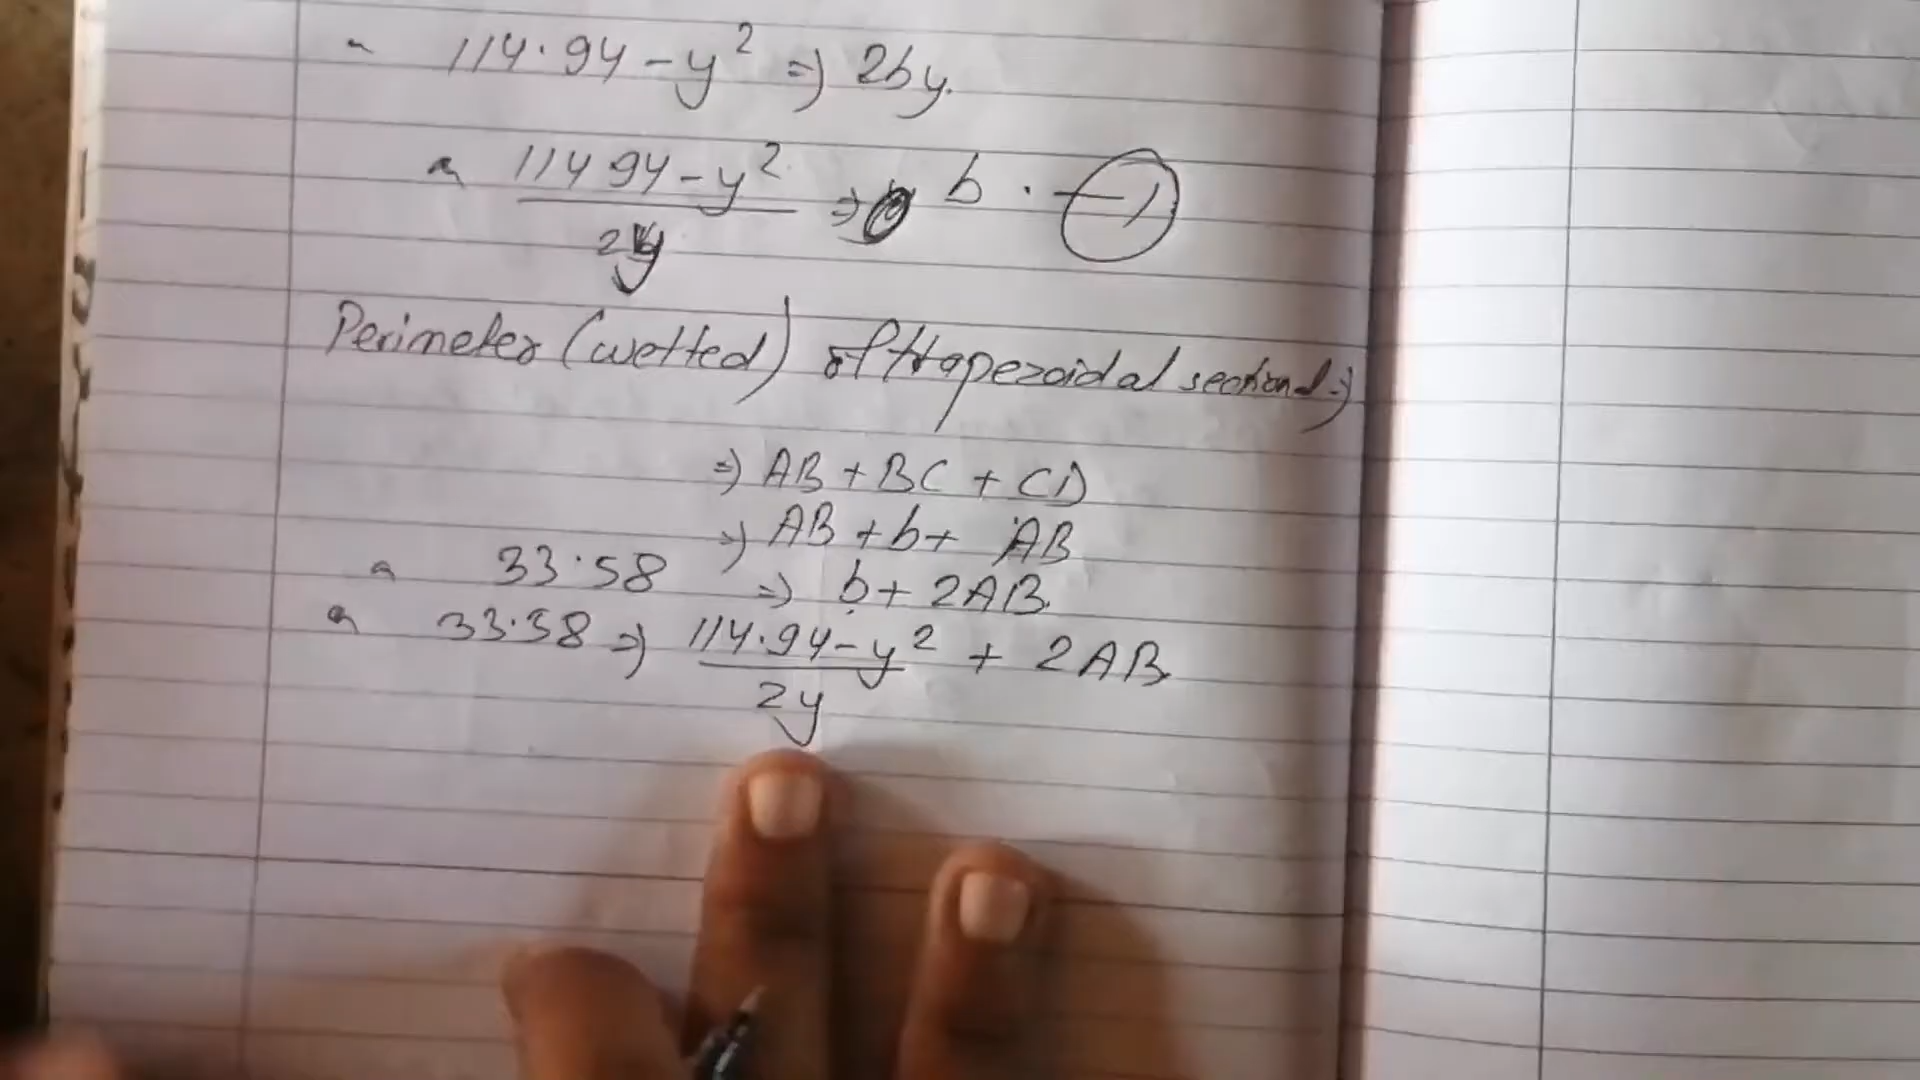 114.94 - y² ⇒ 2by.
114 94 - y² / 2y ⇒ b . — 1
Perimeter (wetted) of trapezoidal sectional ⇒
⇒ AB + BC + CD
⇒ AB + b + AB
33.58 ⇒ b + 2AB
33.58 ⇒ 114.94 - y² / 2y + 2AB